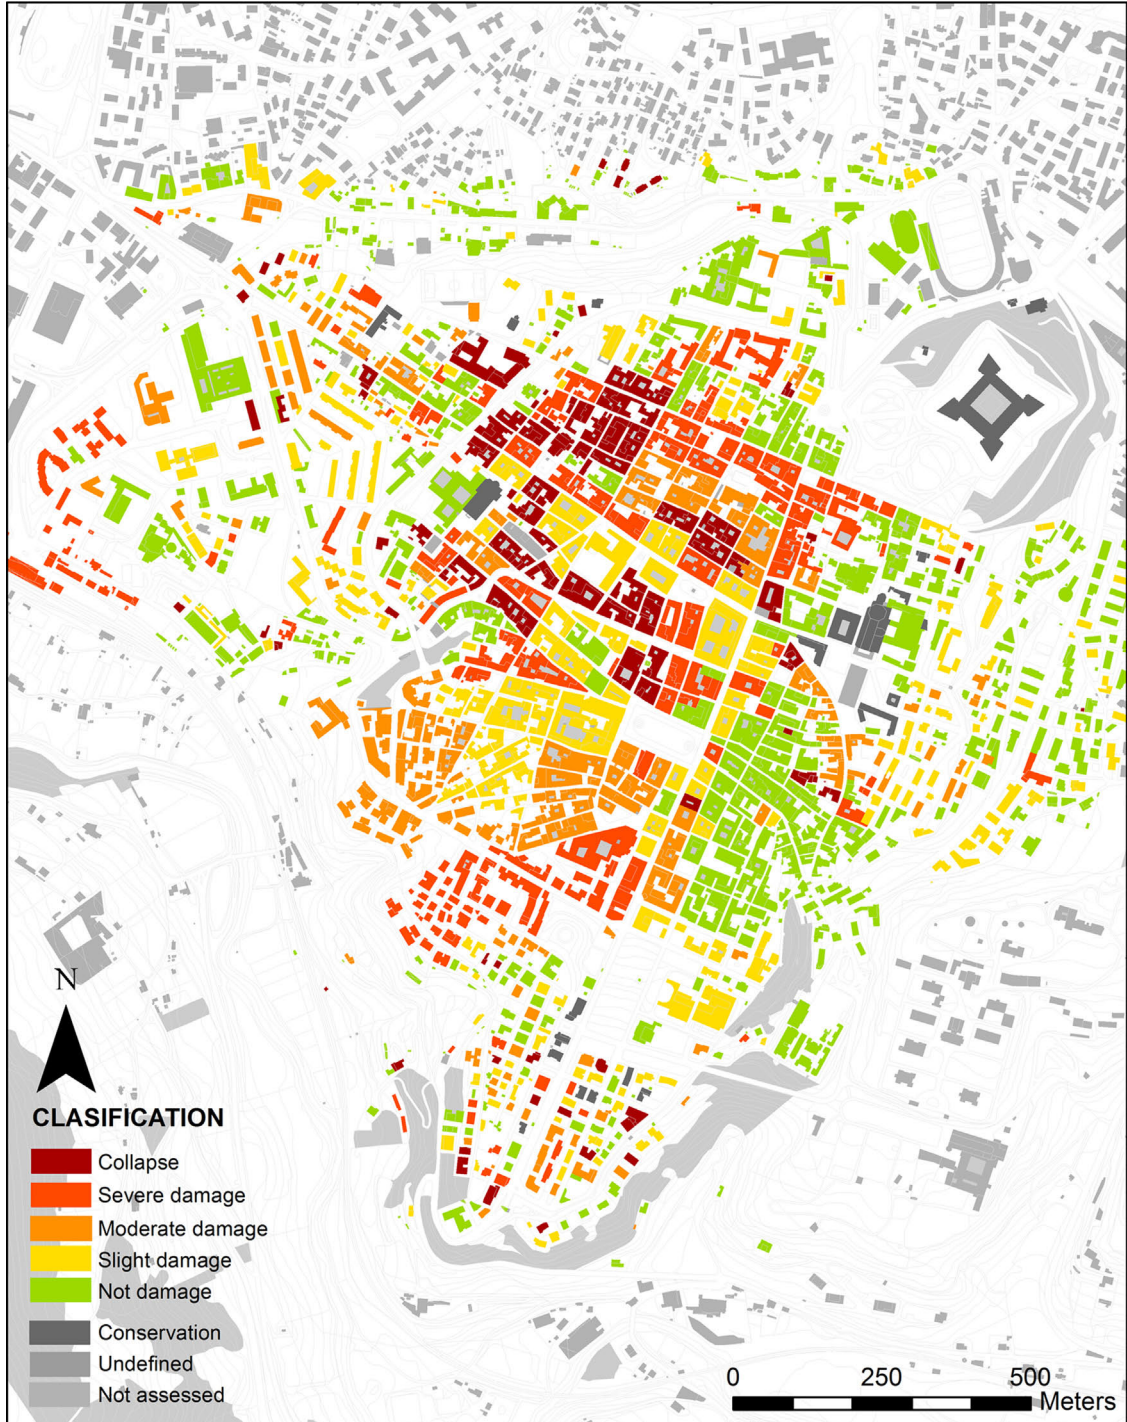 N
CLASIFICATION
Collapse
Severe damage
Moderate damage
Slight damage
Not damage
Conservation
Undefined
Not assessed
0 250 500
Meters